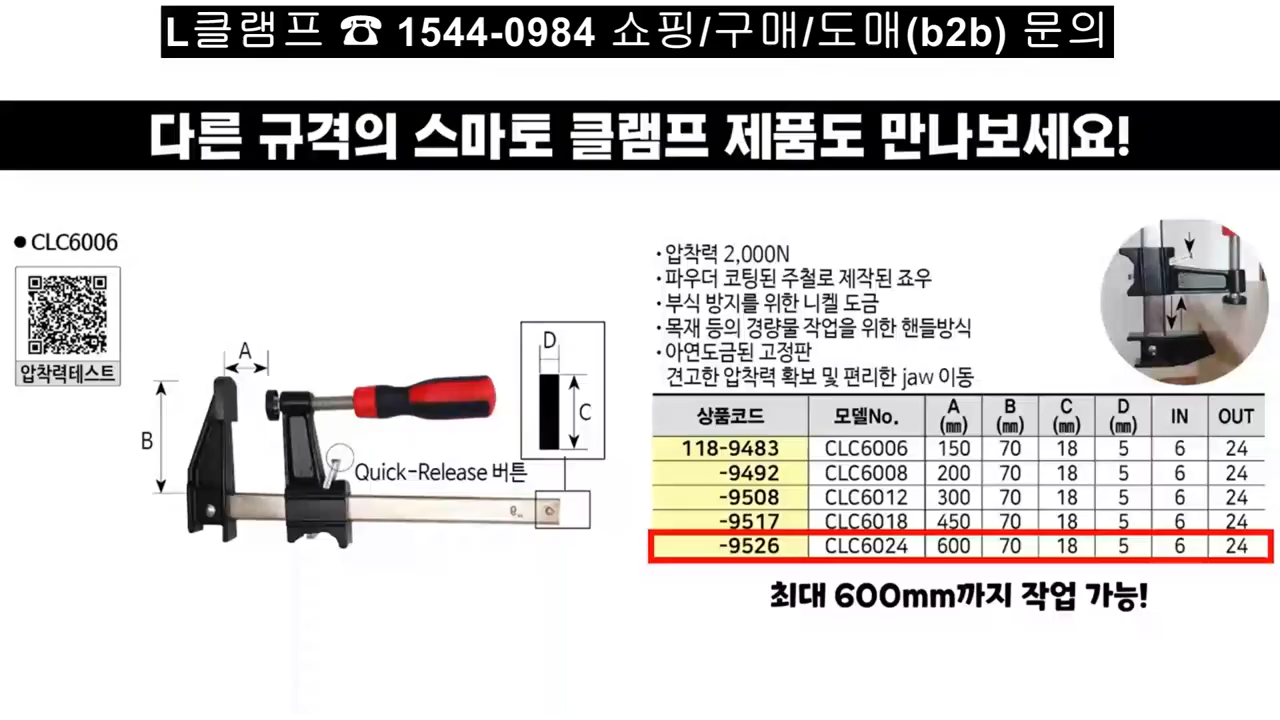 L클램프 ☎ 1544-0984 쇼핑/구매/도매(b2b) 문의
다른 규격의 스마토 클램프 제품도 만나보세요!
● CLC6006
압착력테스트
A
B
D
C
Quick-Release 버튼
· 압착력 2,000N
· 파우더 코팅된 주철로 제작된 죠우
· 부식 방지를 위한 니켈 도금
· 목재 등의 경량물 작업을 위한 핸들방식
· 아연도금된 고정판
견고한 압착력 확보 및 편리한 jaw 이동
상품코드 모델No. A (㎜) B (㎜) C (㎜) D (㎜) IN OUT
118-9483 CLC6006 150 70 18 5 6 24
-9492 CLC6008 200 70 18 5 6 24
-9508 CLC6012 300 70 18 5 6 24
-9517 CLC6018 450 70 18 5 6 24
-9526 CLC6024 600 70 18 5 6 24
최대 600mm까지 작업 가능!